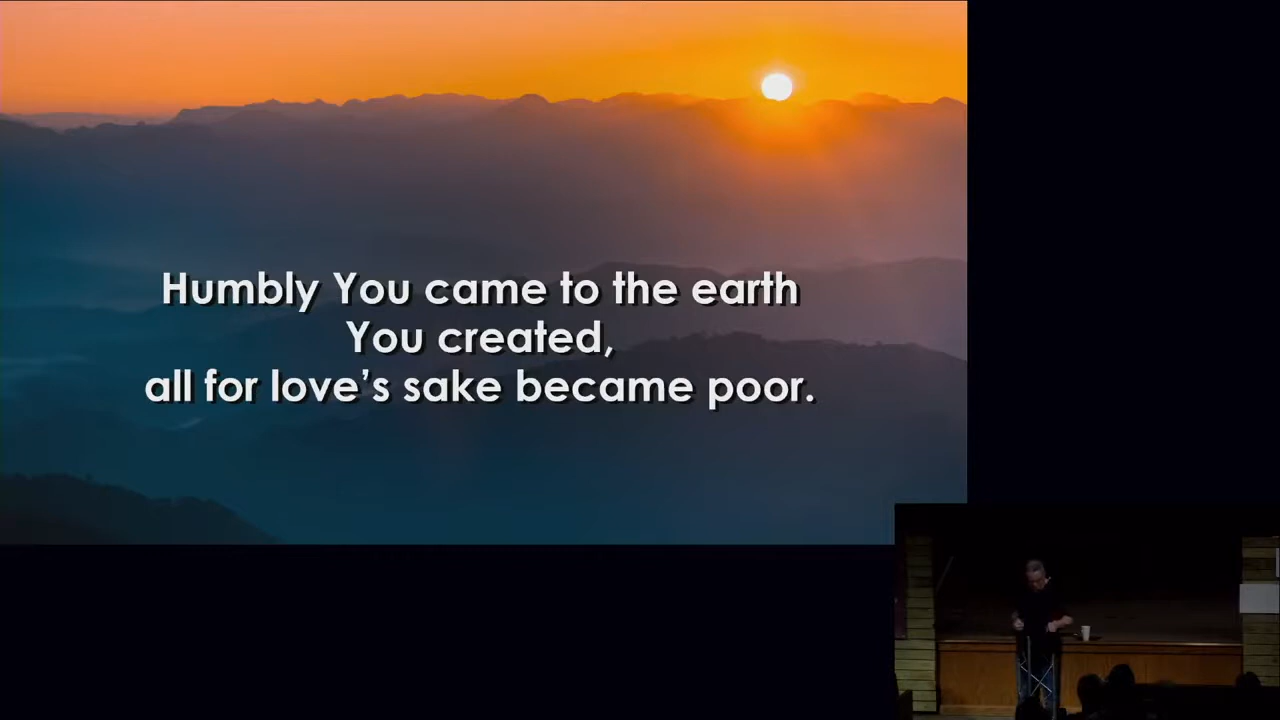 Humbly You came to the earth
You created,
all for love’s sake became poor.